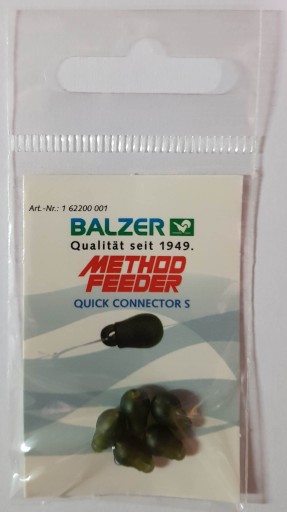 Art.-Nr.: 1 62200 001
BALZER
Qualität seit 1949.
METHOD
FEEDER
QUICK CONNECTOR S